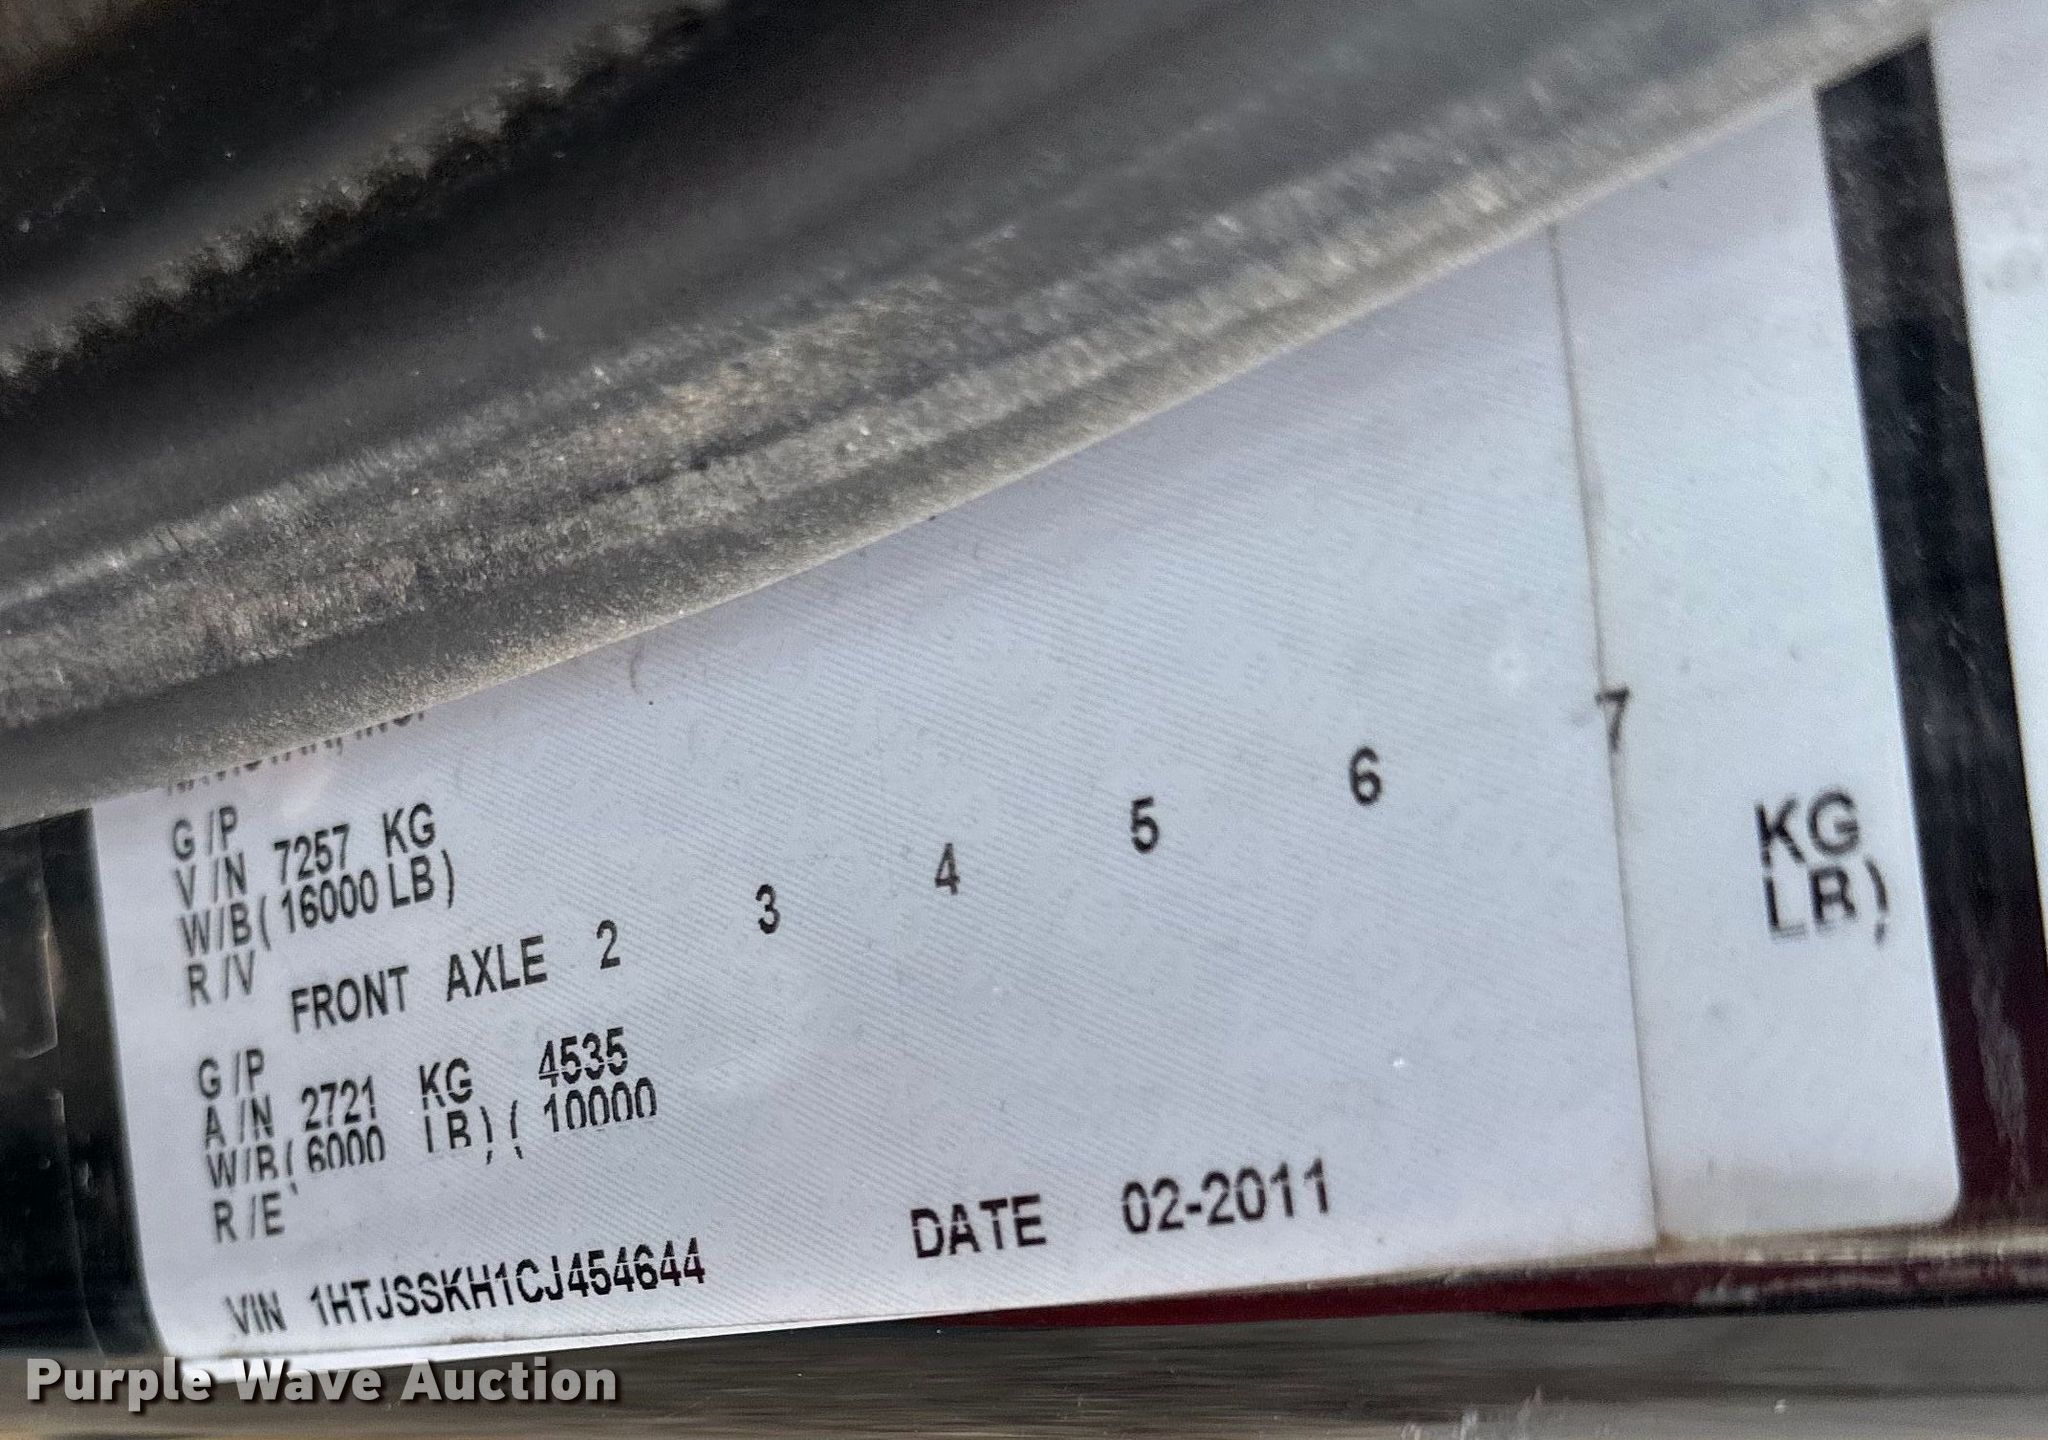 G/P
V/N 7257 KG
W/B(16000 LB)
R/V
FRONT AXLE 2 3 4 5 6 7
G/P
A/N 2721 KG 4535 KG
W/B(6000 LB)(10000 LB)
R/E
VIN 1HTJSSKH1CJ454644 DATE 02-2011
Purple Wave Auction